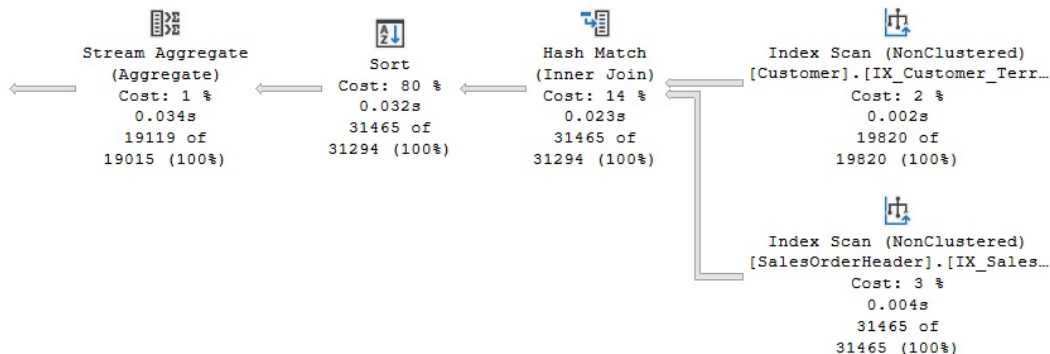 Stream Aggregate
(Aggregate)
Cost: 1 %
0.034s
19119 of
19015 (100%)
Sort
Cost: 80 %
0.032s
31465 of
31294 (100%)
Hash Match
(Inner Join)
Cost: 14 %
0.023s
31465 of
31294 (100%)
Index Scan (NonClustered)
[Customer].[IX_Customer_Terr…
Cost: 2 %
0.002s
19820 of
19820 (100%)
Index Scan (NonClustered)
[SalesOrderHeader].[IX_Sales…
Cost: 3 %
0.004s
31465 of
31465 (100%)